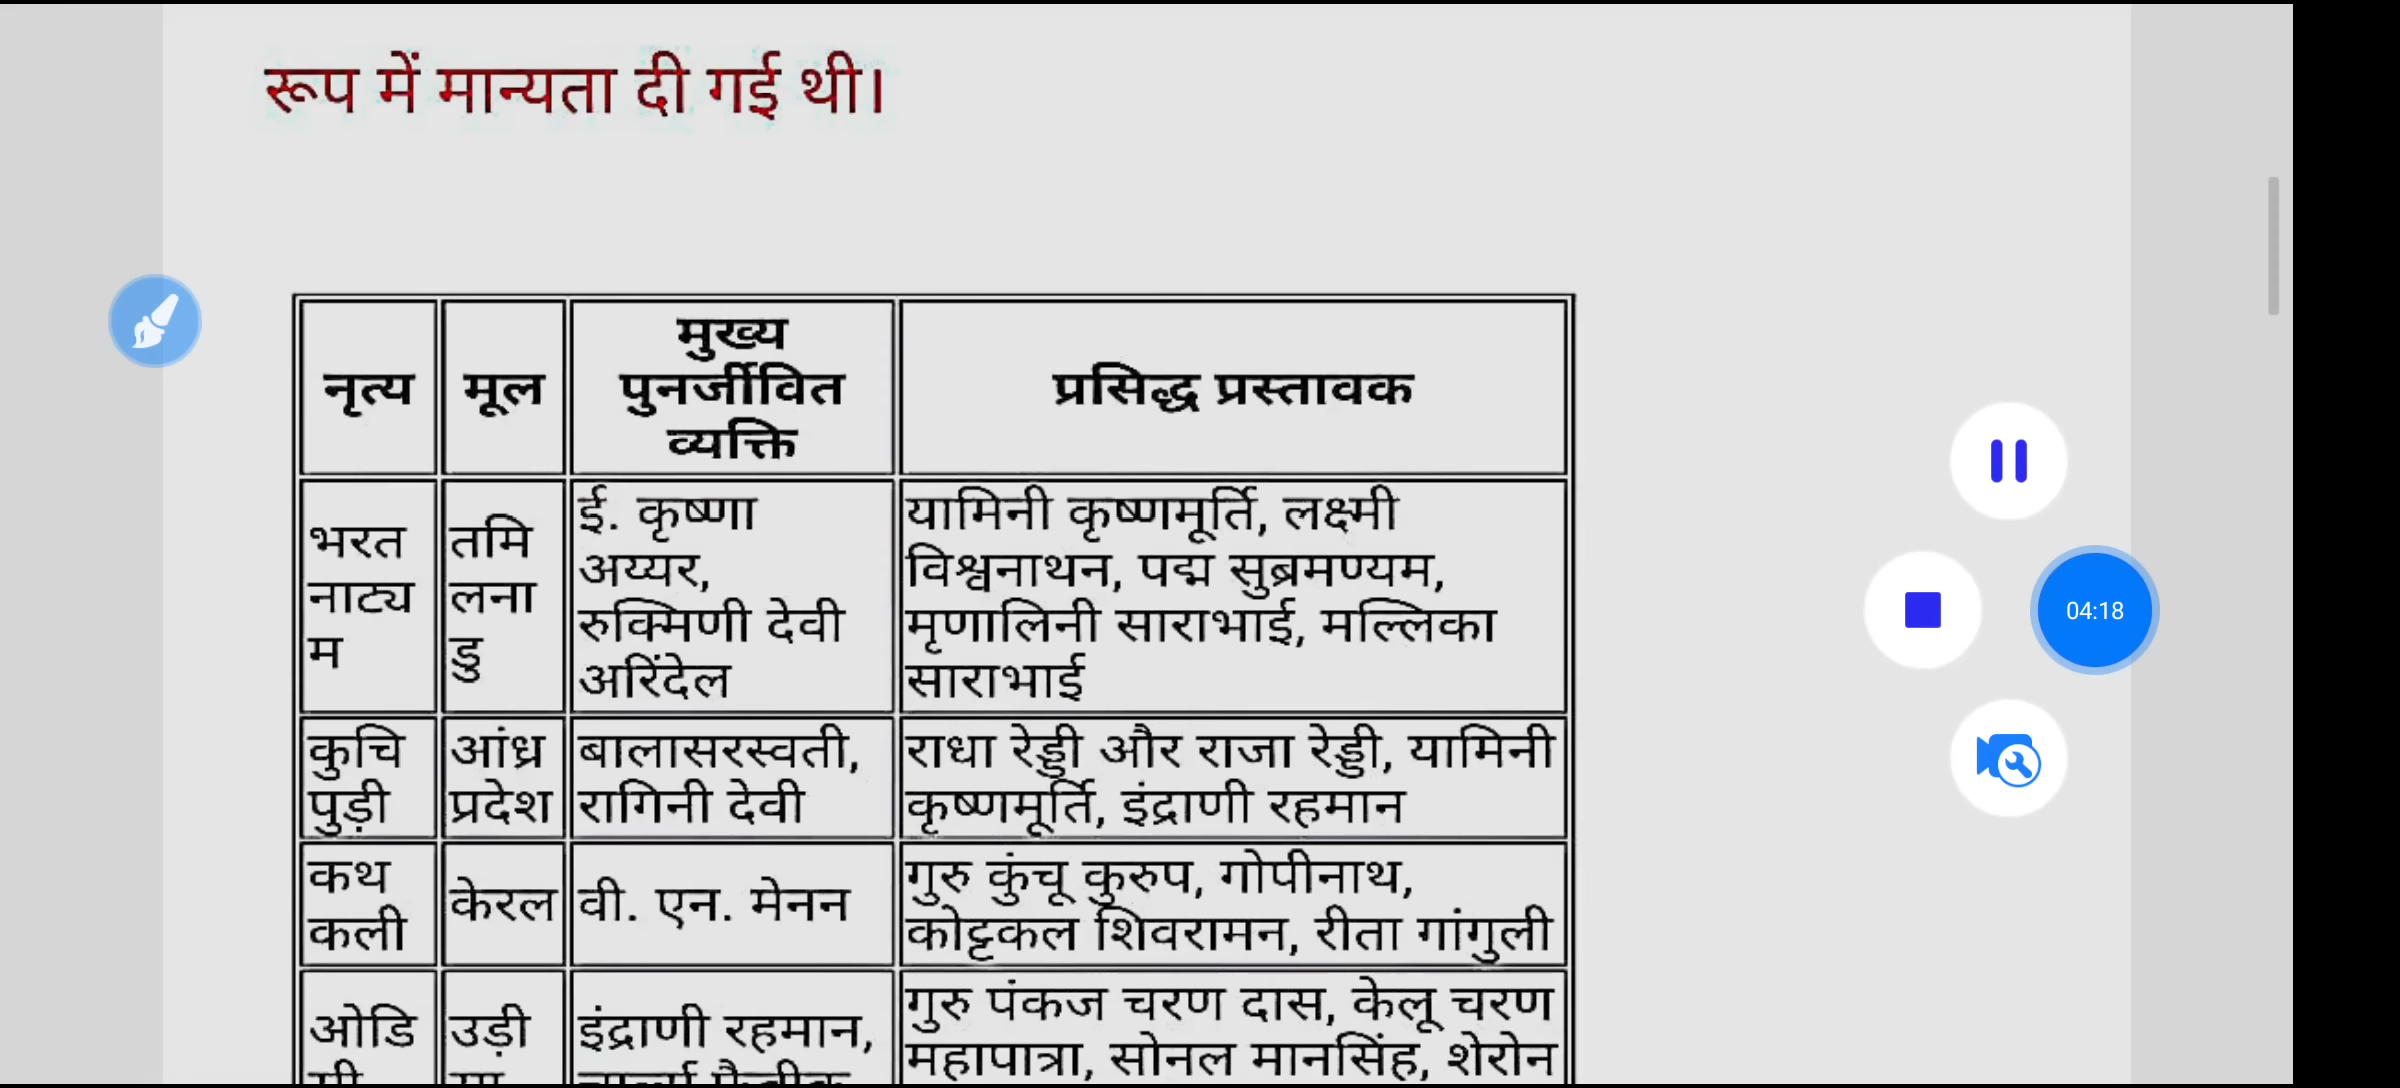 रूप में मान्यता दी गई थी।
नृत्य
मूल
मुख्य
पुनर्जीवित
व्यक्ति
प्रसिद्ध प्रस्तावक
भरत
नाट्य
म
तमि
लना
डु
ई. कृष्णा
अय्यर,
रुक्मिणी देवी
अरिंदेल
यामिनी कृष्णमूर्ति, लक्ष्मी
विश्वनाथन, पद्म सुब्रमण्यम,
मृणालिनी साराभाई, मल्लिका
साराभाई
कुचि
पुड़ी
आंध्र
प्रदेश
बालासरस्वती,
रागिनी देवी
राधा रेड्डी और राजा रेड्डी, यामिनी
कृष्णमूर्ति, इंद्राणी रहमान
कथ
कली
केरल
वी. एन. मेनन
गुरु कुंचू कुरुप, गोपीनाथ,
कोट्टकल शिवरामन, रीता गांगुली
ओडि
उड़ी
इंद्राणी रहमान,
गुरु पंकज चरण दास, केलू चरण
महापात्रा, सोनल मानसिंह, शेरोन
04:18